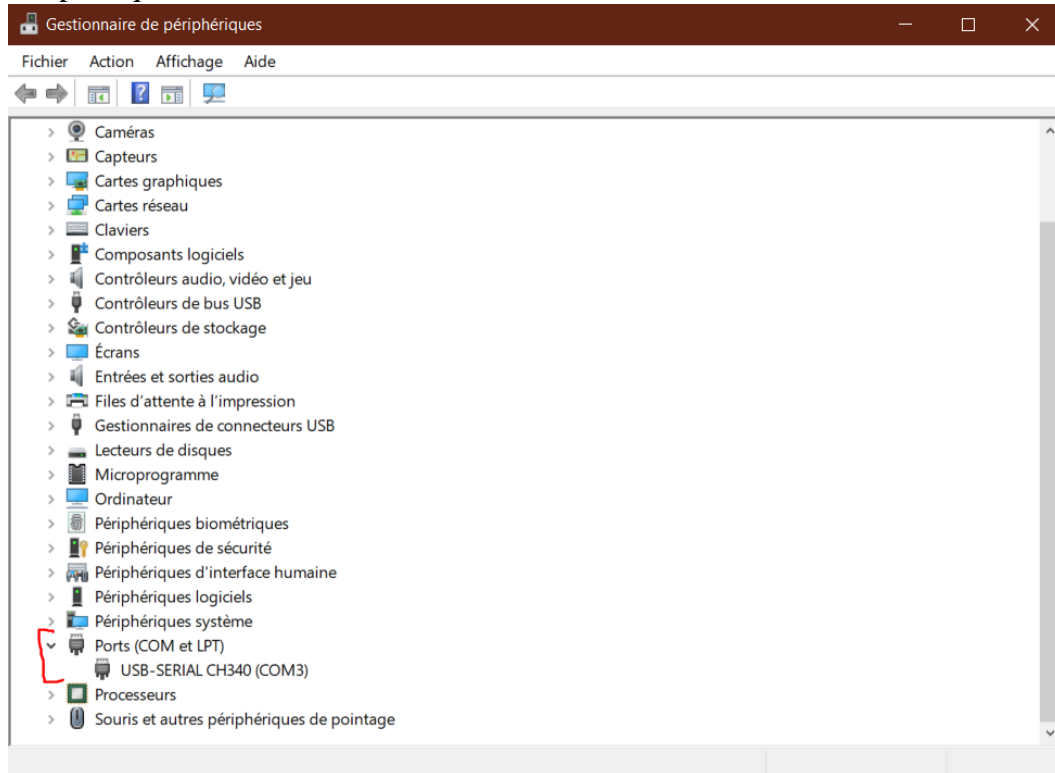 Gestionnaire de périphériques
Fichier Action Affichage Aide
Caméras
Capteurs
Cartes graphiques
Cartes réseau
Claviers
Composants logiciels
Contrôleurs audio, vidéo et jeu
Contrôleurs de bus USB
Contrôleurs de stockage
Écrans
Entrées et sorties audio
Files d'attente à l'impression
Gestionnaires de connecteurs USB
Lecteurs de disques
Microprogramme
Ordinateur
Périphériques biométriques
Périphériques de sécurité
Périphériques d'interface humaine
Périphériques logiciels
Périphériques système
Ports (COM et LPT)
USB-SERIAL CH340 (COM3)
Processeurs
Souris et autres périphériques de pointage